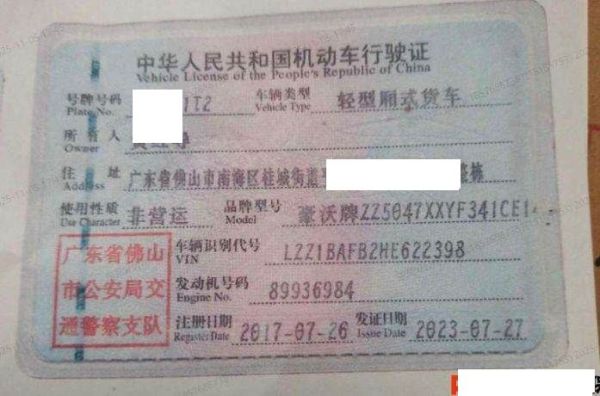 中华人民共和国机动车行驶证
Vehicle License of the People's Republic of China
号牌号码 1T2 车辆类型 轻型厢式货车
Plate No. Vehicle Type
所有人
Owner
住址 广东省佛山市南海区桂城街道 整栋
Address
使用性质 非营运 品牌型号 豪沃牌ZZ5047XXYF341CE1
Use Character Model
广东省佛山
市公安局交
通警察支队
车辆识别代号 LZZ1BAFB2HE622398
VIN
发动机号码 89936984
Engine No.
注册日期 2017-07-26 发证日期 2023-07-27
Register Date Issue Date